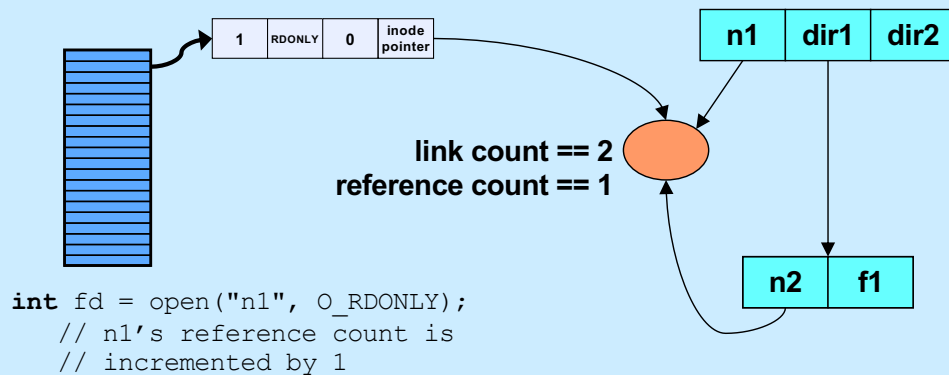 1 RDONLY 0 inode pointer
n1 dir1 dir2
link count == 2
reference count == 1
n2 f1
int fd = open("n1", O_RDONLY);
// n1’s reference count is
// incremented by 1